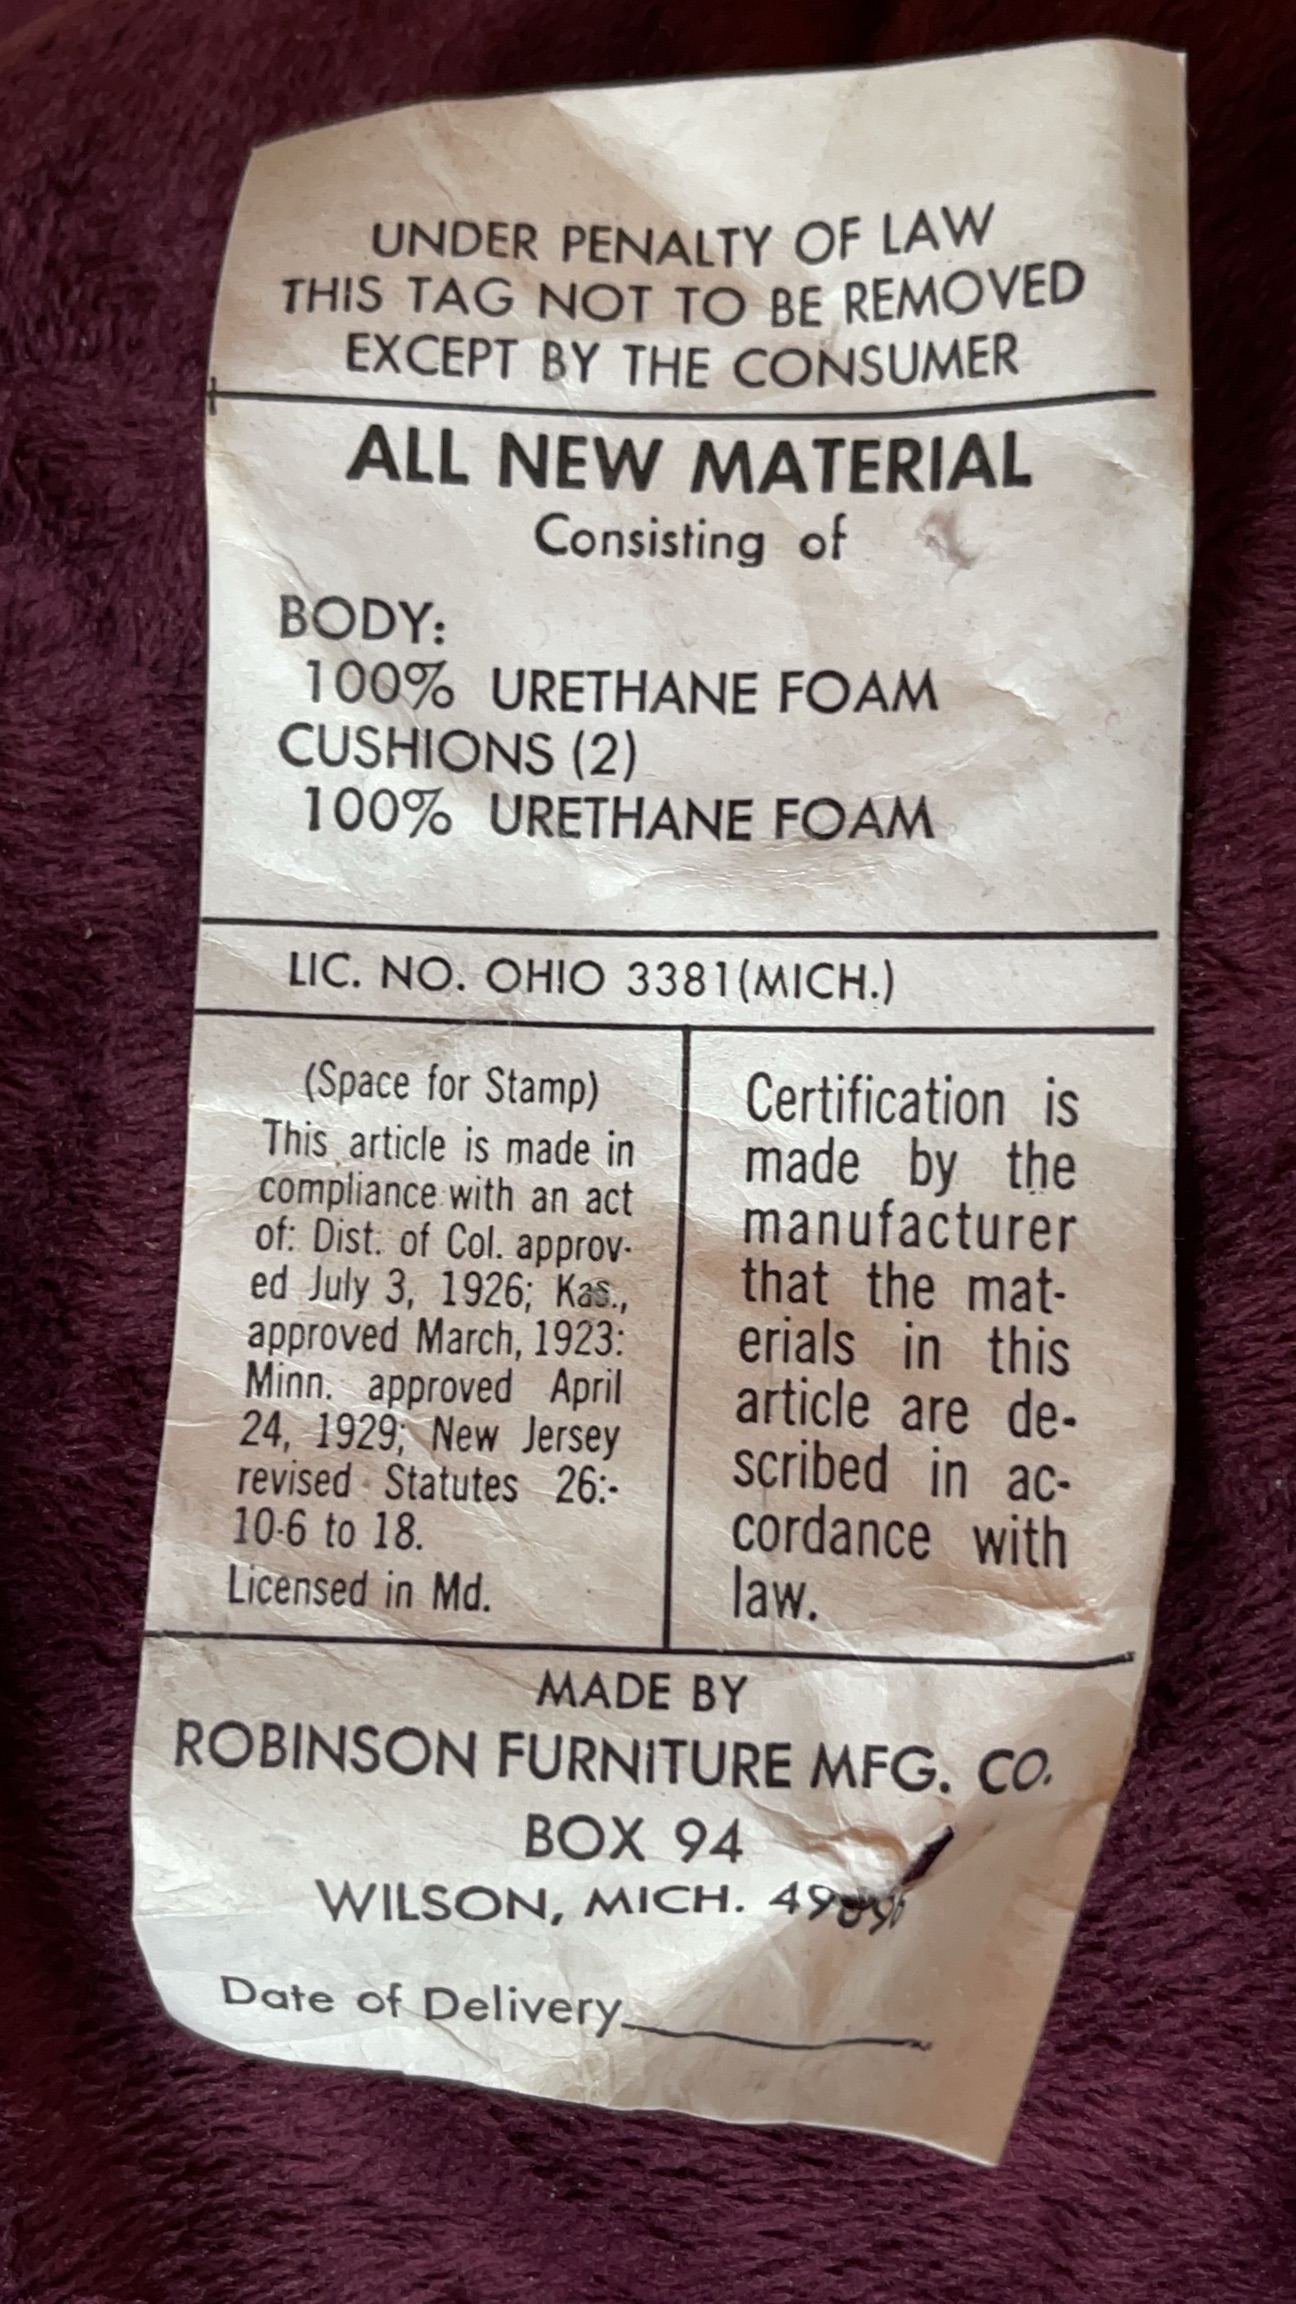 UNDER PENALTY OF LAW
THIS TAG NOT TO BE REMOVED
EXCEPT BY THE CONSUMER
ALL NEW MATERIAL
Consisting of
BODY:
100% URETHANE FOAM
CUSHIONS (2)
100% URETHANE FOAM
LIC. NO. OHIO 3381(MICH.)
(Space for Stamp)
This article is made in
compliance with an act
of: Dist. of Col. approv-
ed July 3, 1926; Kas.,
approved March, 1923:
Minn. approved April
24, 1929; New Jersey
revised Statutes 26:-
10-6 to 18.
Licensed in Md.
Certification is
made by the
manufacturer
that the mat-
erials in this
article are de-
scribed in ac-
cordance with
law.
MADE BY
ROBINSON FURNITURE MFG. CO.
BOX 94
WILSON, MICH.
Date of Delivery